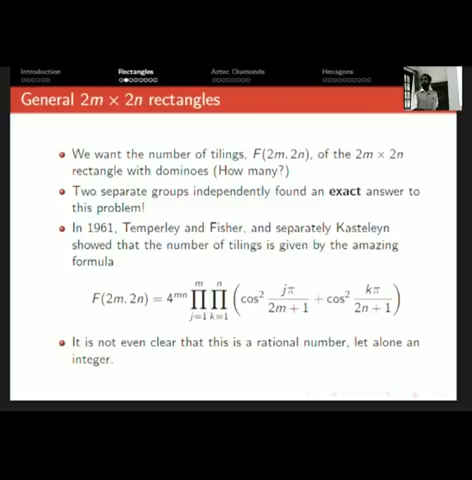 Introduction Rectangles Aztec Diamonds Hexagons
General 2m × 2n rectangles
We want the number of tilings, F(2m, 2n), of the 2m × 2n
rectangle with dominoes (How many?)
Two separate groups independently found an exact answer to
this problem!
In 1961, Temperley and Fisher, and separately Kasteleyn
showed that the number of tilings is given by the amazing
formula
F(2m, 2n) = 4^{mn} ∏_{j=1}^{m} ∏_{k=1}^{n} (cos² jπ/(2m + 1) + cos² kπ/(2n + 1))
It is not even clear that this is a rational number, let alone an
integer.